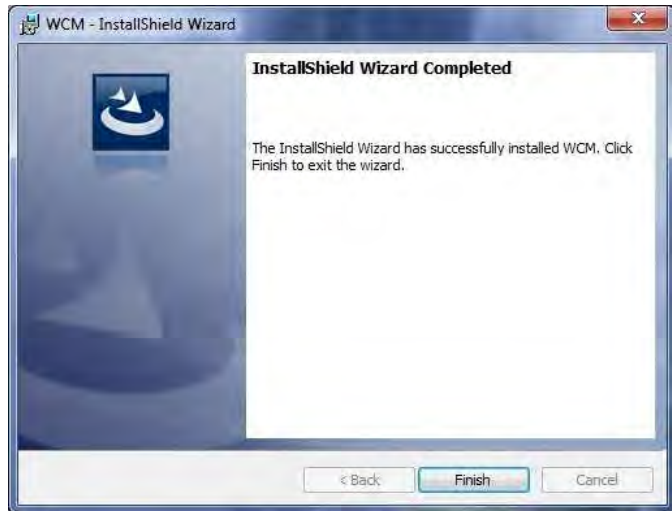 WCM - InstallShield Wizard
InstallShield Wizard Completed
The InstallShield Wizard has successfully installed WCM. Click
Finish to exit the wizard.
< Back
Finish
Cancel